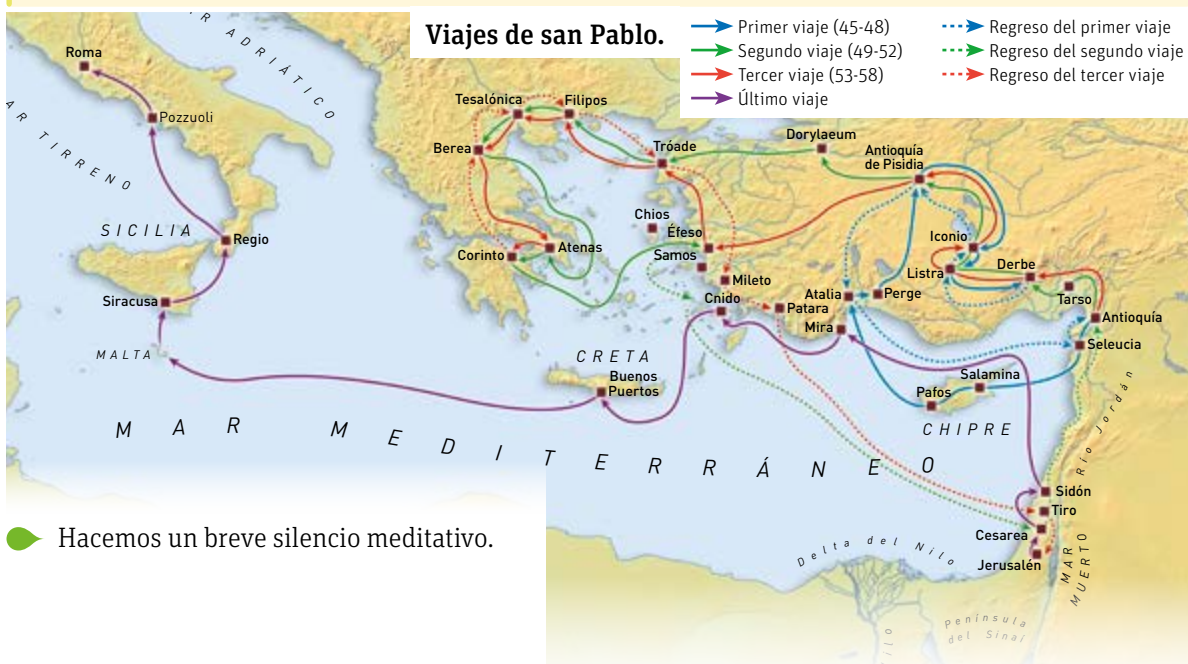 Viajes de san Pablo.
Primer viaje (45-48)
Segundo viaje (49-52)
Tercer viaje (53-58)
Último viaje
Regreso del primer viaje
Regreso del segundo viaje
Regreso del tercer viaje
R ADRIÁTICO
AR TIRRENO
Roma
Pozzuoli
SICILIA
Regio
Siracusa
MALTA
Tesalónica
Filipos
Berea
Tróade
Dorylaeum
Antioquía
de Pisidia
Chios
Éfeso
Samos
Corinto
Atenas
Mileto
Cnido
Patara
Atalia
Perge
Mira
Iconio
Listra
Derbe
Tarso
Antioquía
Seleucia
CRETA
Buenos
Puertos
Salamina
Pafos
CHIPRE
MAR MEDITERRÁNEO
Río Jordán
Sidón
Tiro
Cesarea
Jerusalén
MAR
MUERTO
Delta del Nilo
Península
del Sinaí
ilo
Hacemos un breve silencio meditativo.